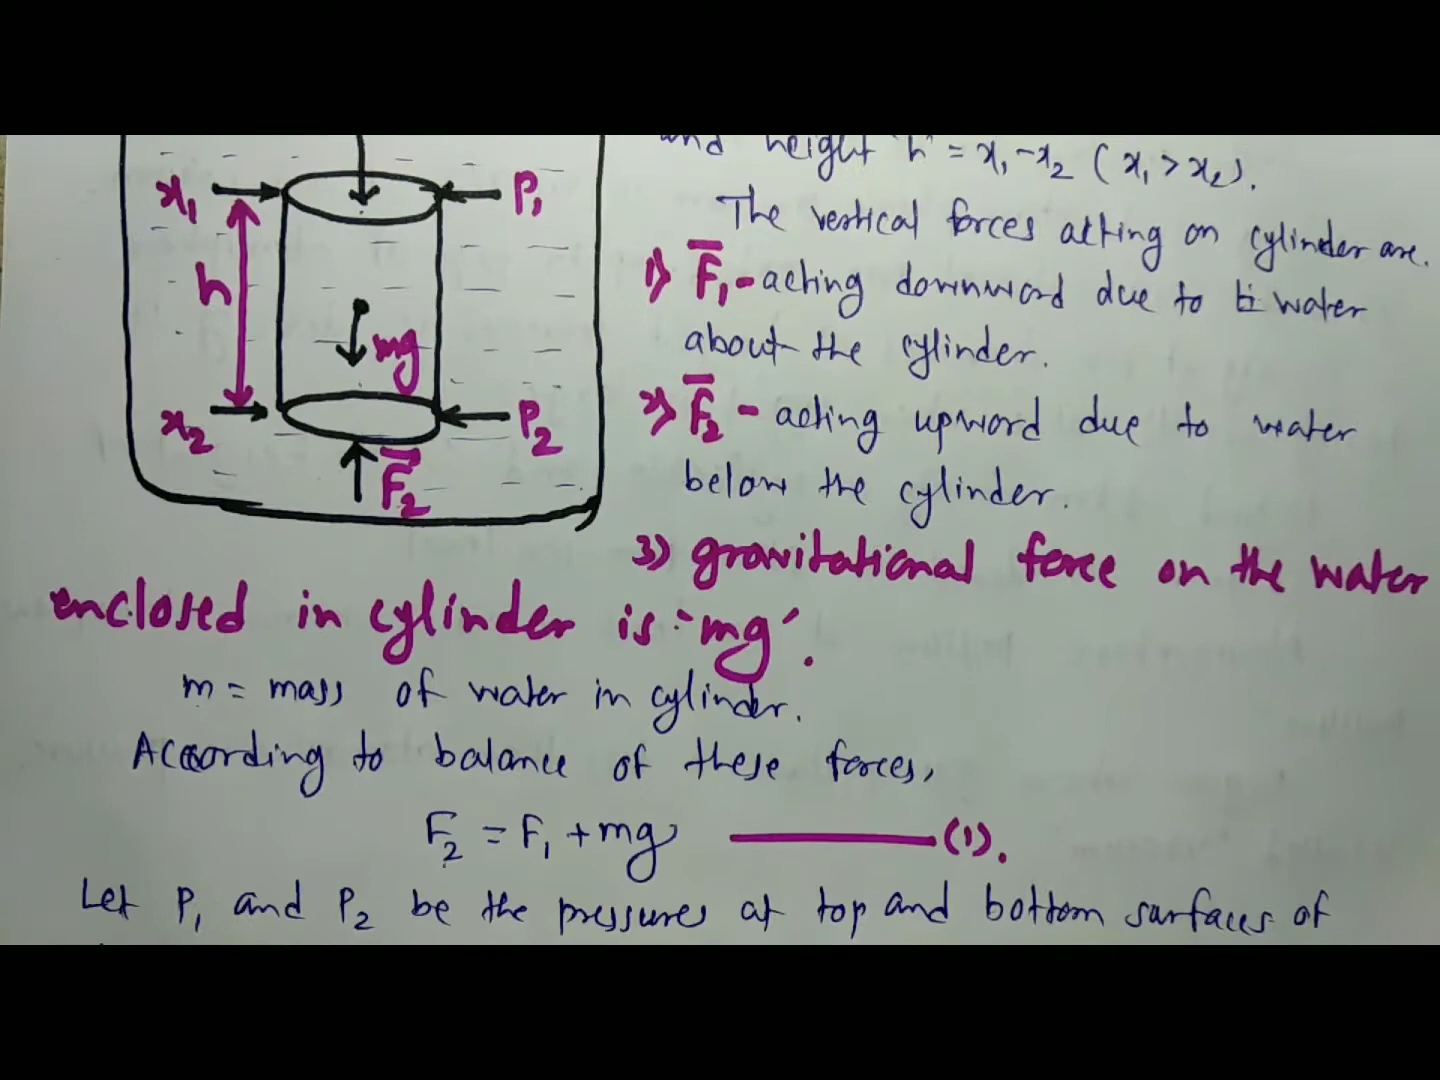 and height "h" = x₁-x₂ ( x₁ > x₂).
x₁
P₁
The vertical forces acting on cylinder are.
h
1) F₁ - acting downward due to water
mg
about the cylinder.
x₂
P₂
2) F₂ - acting upward due to water
F₂
below the cylinder.
3) gravitational force on the water
enclosed in cylinder is 'mg'.
m = mass of water in cylinder.
According to balance of these forces,
F₂ = F₁ + mg (1).
Let P₁ and P₂ be the pressures at top and bottom surfaces of